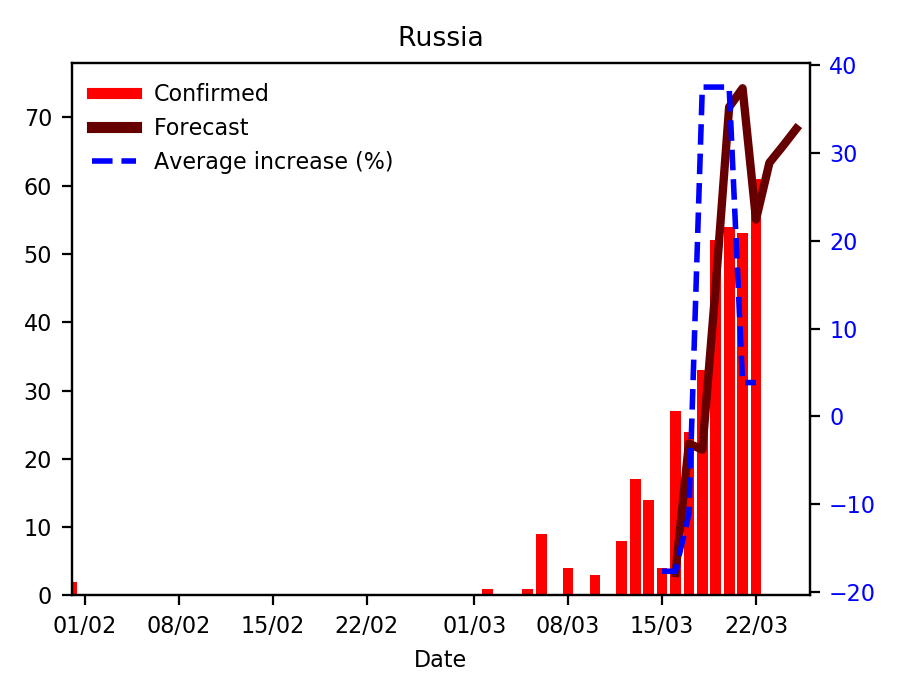 Russia
Confirmed
Forecast
Average increase (%)
70
60
50
40
30
20
10
0
40
30
20
10
0
−10
−20
01/02 08/02 15/02 22/02 01/03 08/03 15/03 22/03
Date